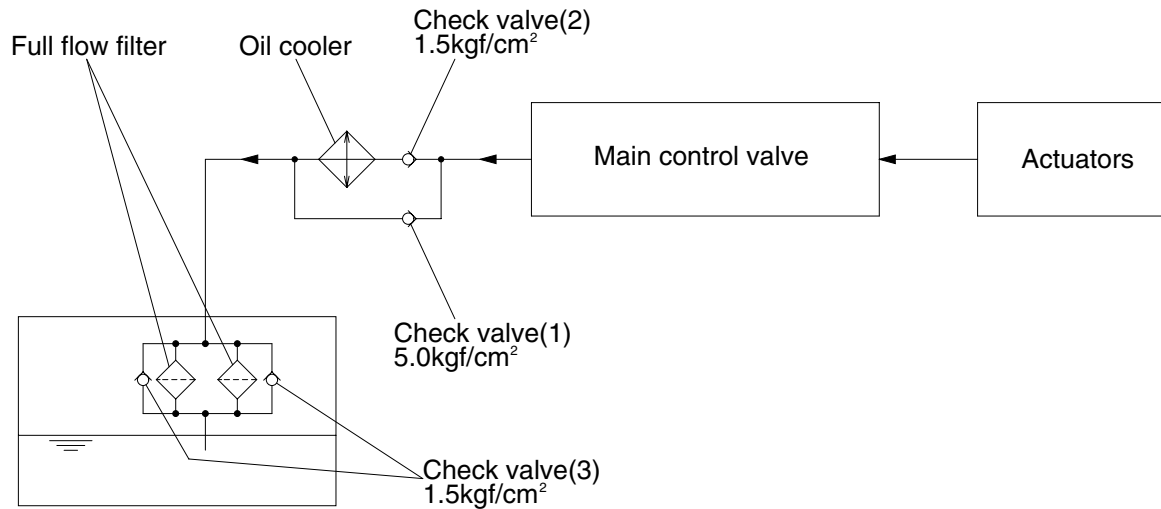 Check valve(2)
1.5kgf/cm²
Full flow filter
Oil cooler
Main control valve
Actuators
Check valve(1)
5.0kgf/cm²
Check valve(3)
1.5kgf/cm²